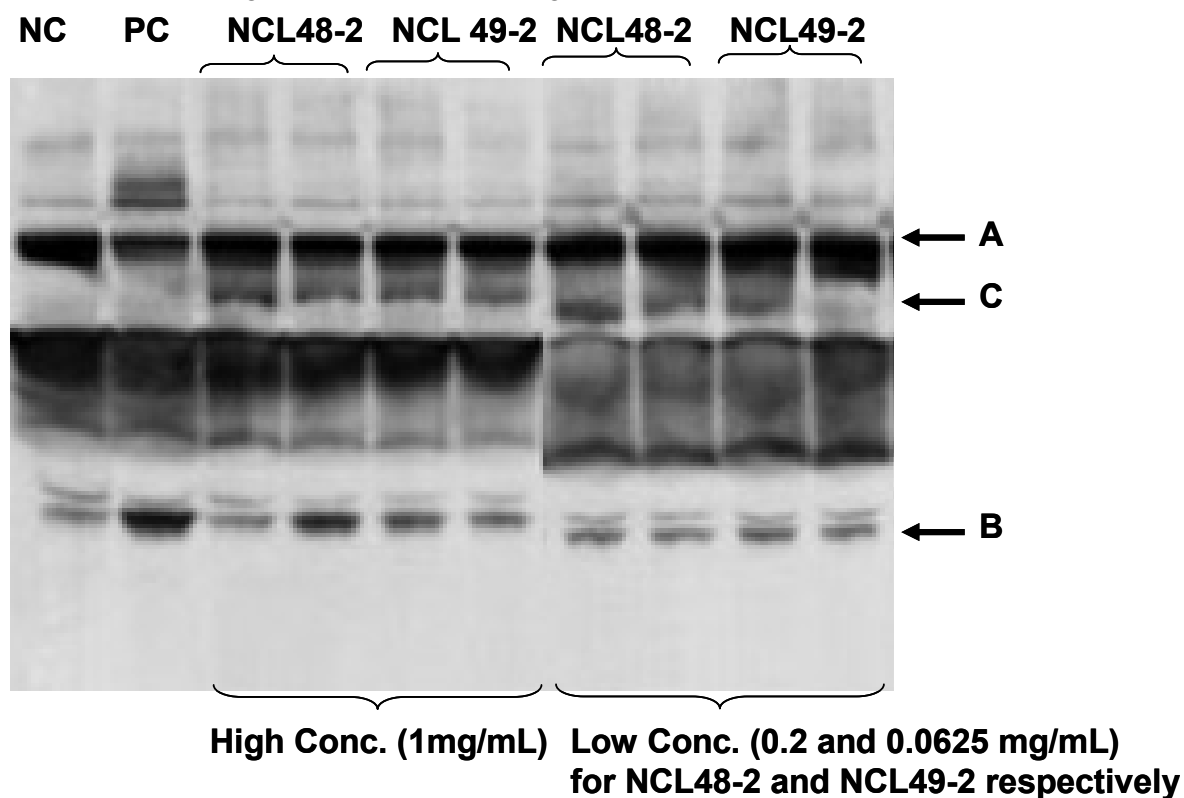 NC PC NCL48-2 NCL 49-2 NCL48-2 NCL49-2
A
C
B
High Conc. (1mg/mL) Low Conc. (0.2 and 0.0625 mg/mL)
for NCL48-2 and NCL49-2 respectively